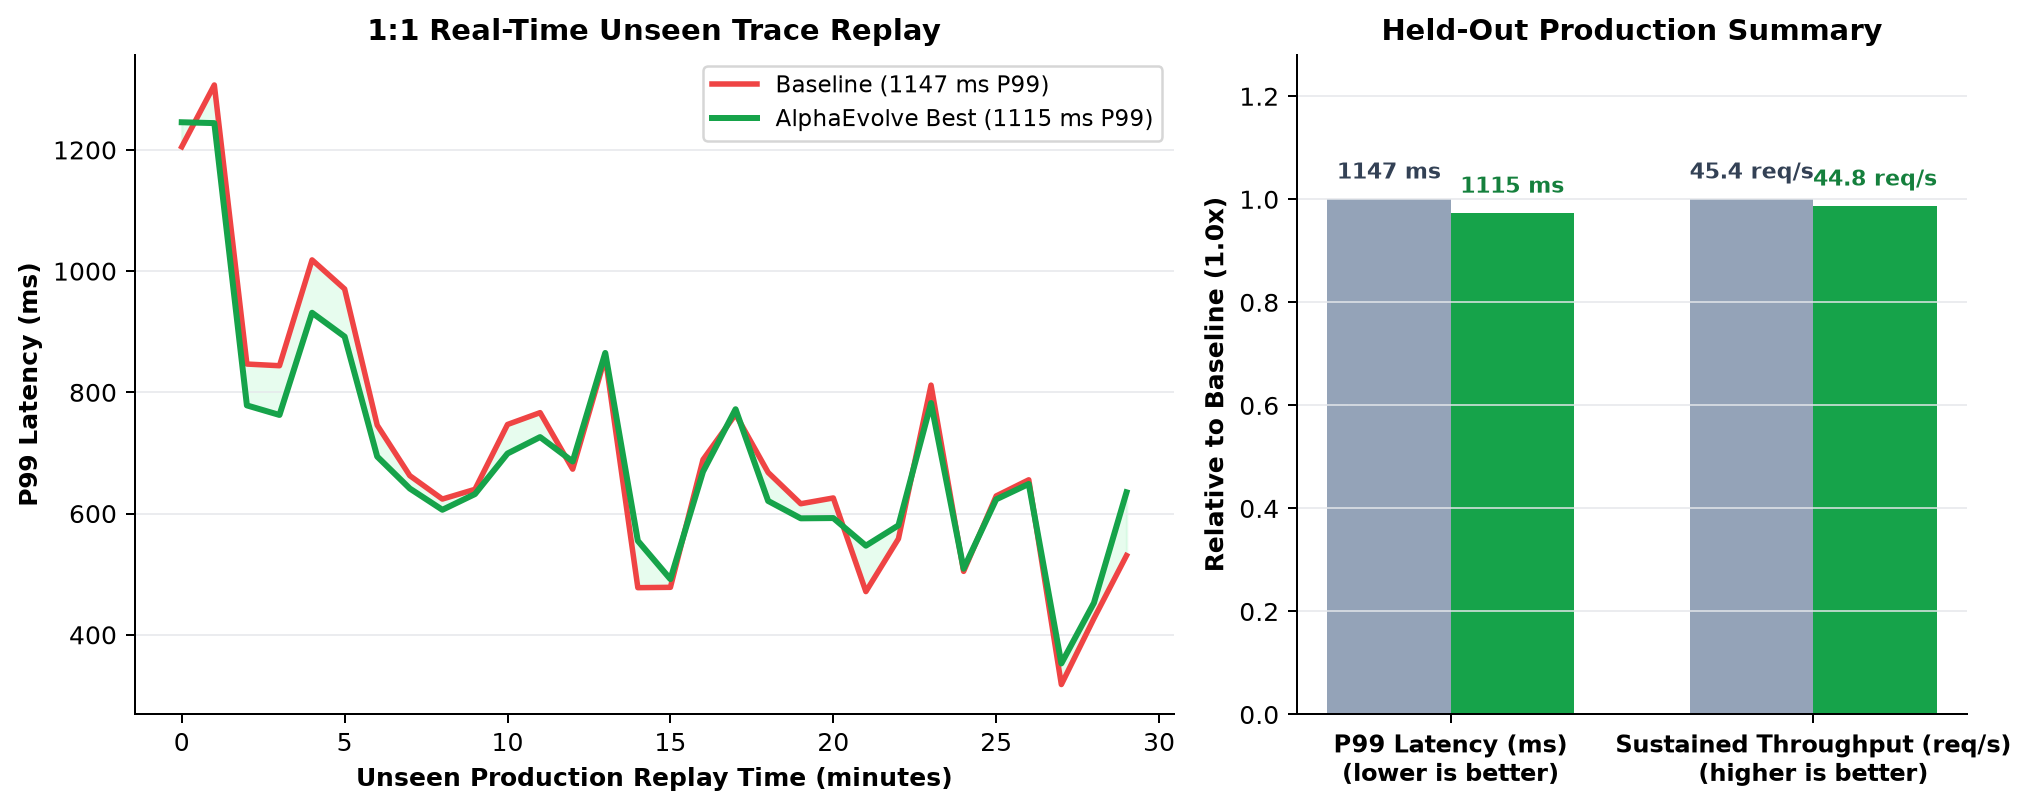 1:1 Real-Time Unseen Trace Replay
Baseline (1147 ms P99)
AlphaEvolve Best (1115 ms P99)
P99 Latency (ms)
1200
1000
800
600
400
0
5
10
15
20
25
30
Unseen Production Replay Time (minutes)
Held-Out Production Summary
Relative to Baseline (1.0x)
1.2
1.0
0.8
0.6
0.4
0.2
0.0
1147 ms
1115 ms
45.4 req/s
44.8 req/s
P99 Latency (ms)
(lower is better)
Sustained Throughput (req/s)
(higher is better)